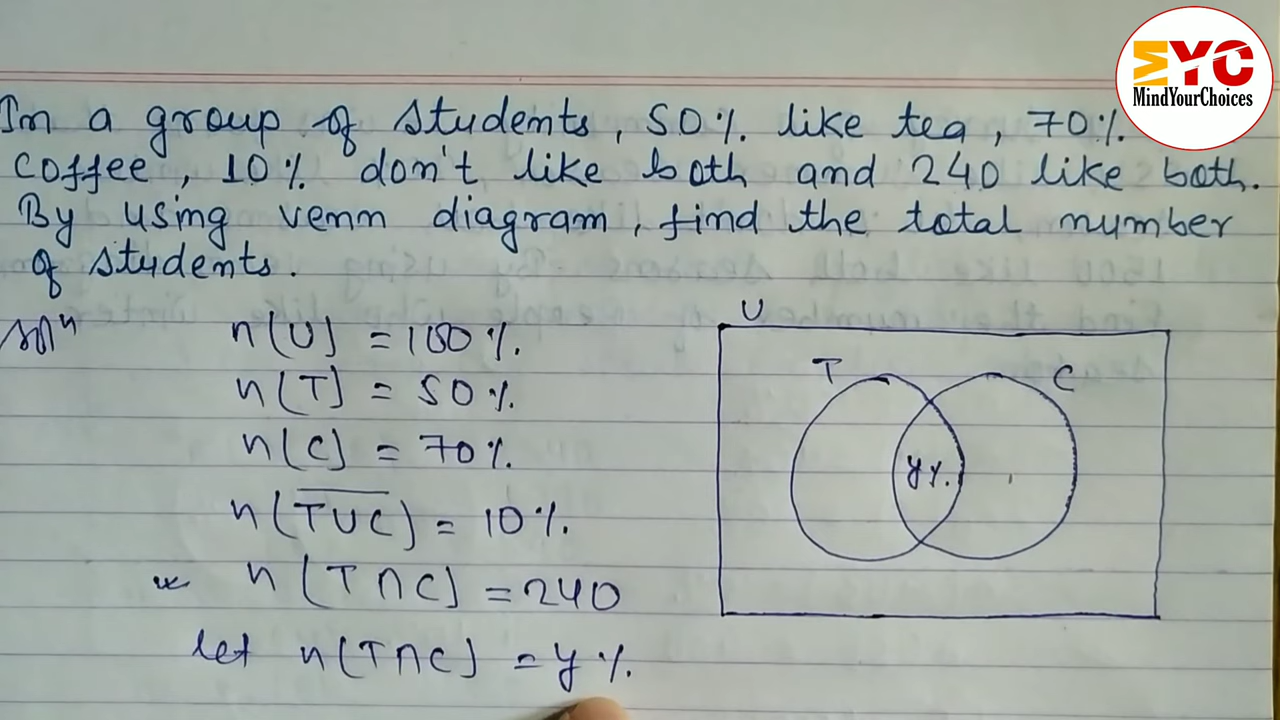 MYC
MindYourChoices
In a group of students, 50%. like tea, 70%.
coffee, 10% don't like both and 240 like both.
By using venn diagram, find the total number
of students.
Solⁿ
n(U) = 100%.
n(T) = 50%.
n(C) = 70%.
n(\overline{T∪C}) = 10%.
n(T∩C) = 240
let n(T∩C) = y%.
U
T
C
y%.